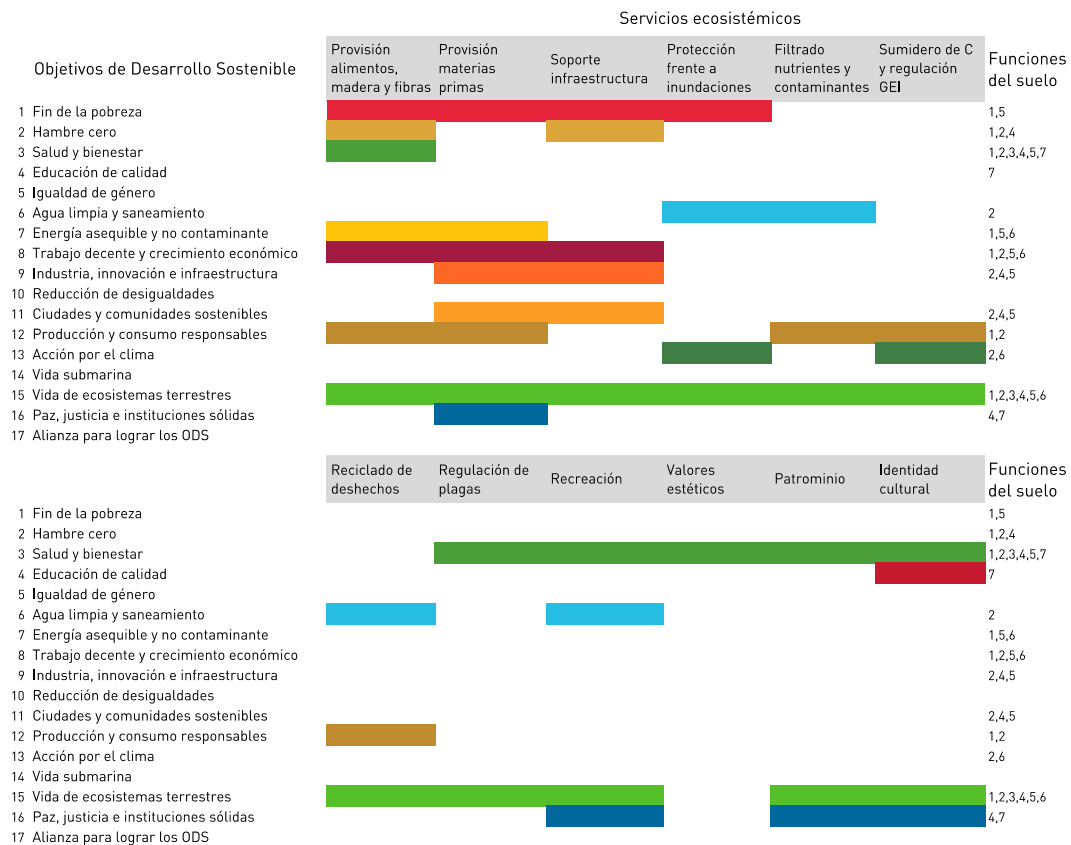 Servicios ecosistémicos
Objetivos de Desarrollo Sostenible
Provisión
alimentos,
madera y fibras
Provisión
materias
primas
Soporte
infraestructura
Protección
frente a
inundaciones
Filtrado
nutrientes y
contaminantes
Sumidero de C
y regulación
GEI
Funciones
del suelo
1 Fin de la pobreza 1,5
2 Hambre cero 1,2,4
3 Salud y bienestar 1,2,3,4,5,7
4 Educación de calidad 7
5 Igualdad de género
6 Agua limpia y saneamiento 2
7 Energía asequible y no contaminante 1,5,6
8 Trabajo decente y crecimiento económico 1,2,5,6
9 Industria, innovación e infraestructura 2,4,5
10 Reducción de desigualdades
11 Ciudades y comunidades sostenibles 2,4,5
12 Producción y consumo responsables 1,2
13 Acción por el clima 2,6
14 Vida submarina
15 Vida de ecosistemas terrestres 1,2,3,4,5,6
16 Paz, justicia e instituciones sólidas 4,7
17 Alianza para lograr los ODS
Reciclado de
deshechos
Regulación de
plagas
Recreación
Valores
estéticos
Patrominio
Identidad
cultural
Funciones
del suelo
1 Fin de la pobreza 1,5
2 Hambre cero 1,2,4
3 Salud y bienestar 1,2,3,4,5,7
4 Educación de calidad 7
5 Igualdad de género
6 Agua limpia y saneamiento 2
7 Energía asequible y no contaminante 1,5,6
8 Trabajo decente y crecimiento económico 1,2,5,6
9 Industria, innovación e infraestructura 2,4,5
10 Reducción de desigualdades
11 Ciudades y comunidades sostenibles 2,4,5
12 Producción y consumo responsables 1,2
13 Acción por el clima 2,6
14 Vida submarina
15 Vida de ecosistemas terrestres 1,2,3,4,5,6
16 Paz, justicia e instituciones sólidas 4,7
17 Alianza para lograr los ODS